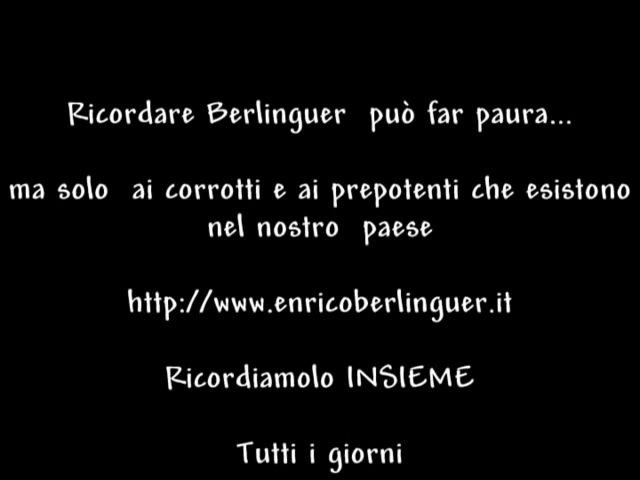 Ricordare Berlinguer può far paura...
ma solo ai corrotti e ai prepotenti che esistono
nel nostro paese
http://www.enricoberlinguer.it
Ricordiamolo INSIEME
Tutti i giorni